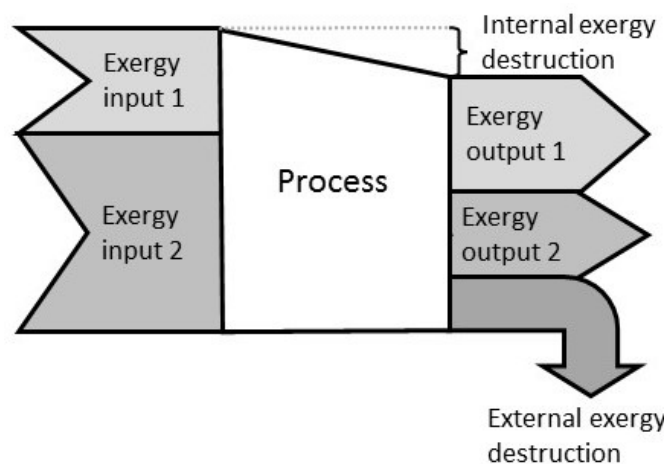 Internal exergy
destruction
Exergy
input 1
Exergy
output 1
Process
Exergy
input 2
Exergy
output 2
External exergy
destruction